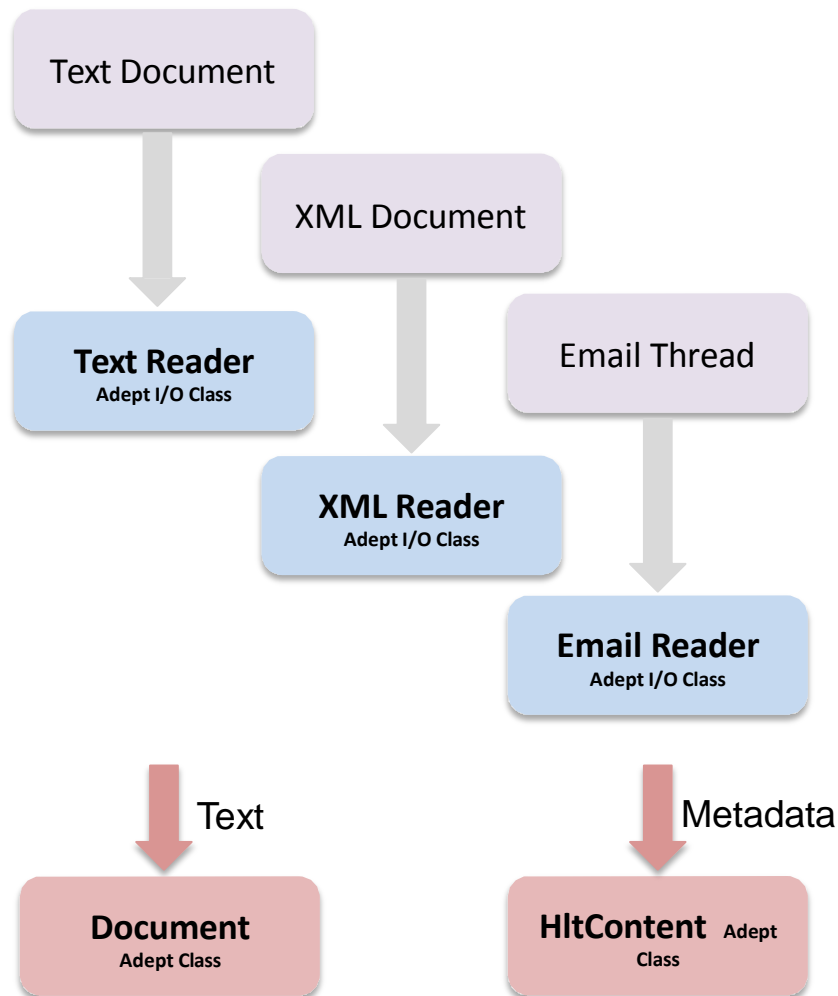 Text Document
XML Document
Text Reader
Adept I/O Class
Email Thread
XML Reader
Adept I/O Class
Email Reader
Adept I/O Class
Text
Metadata
Document
Adept Class
HltContent Adept
Class